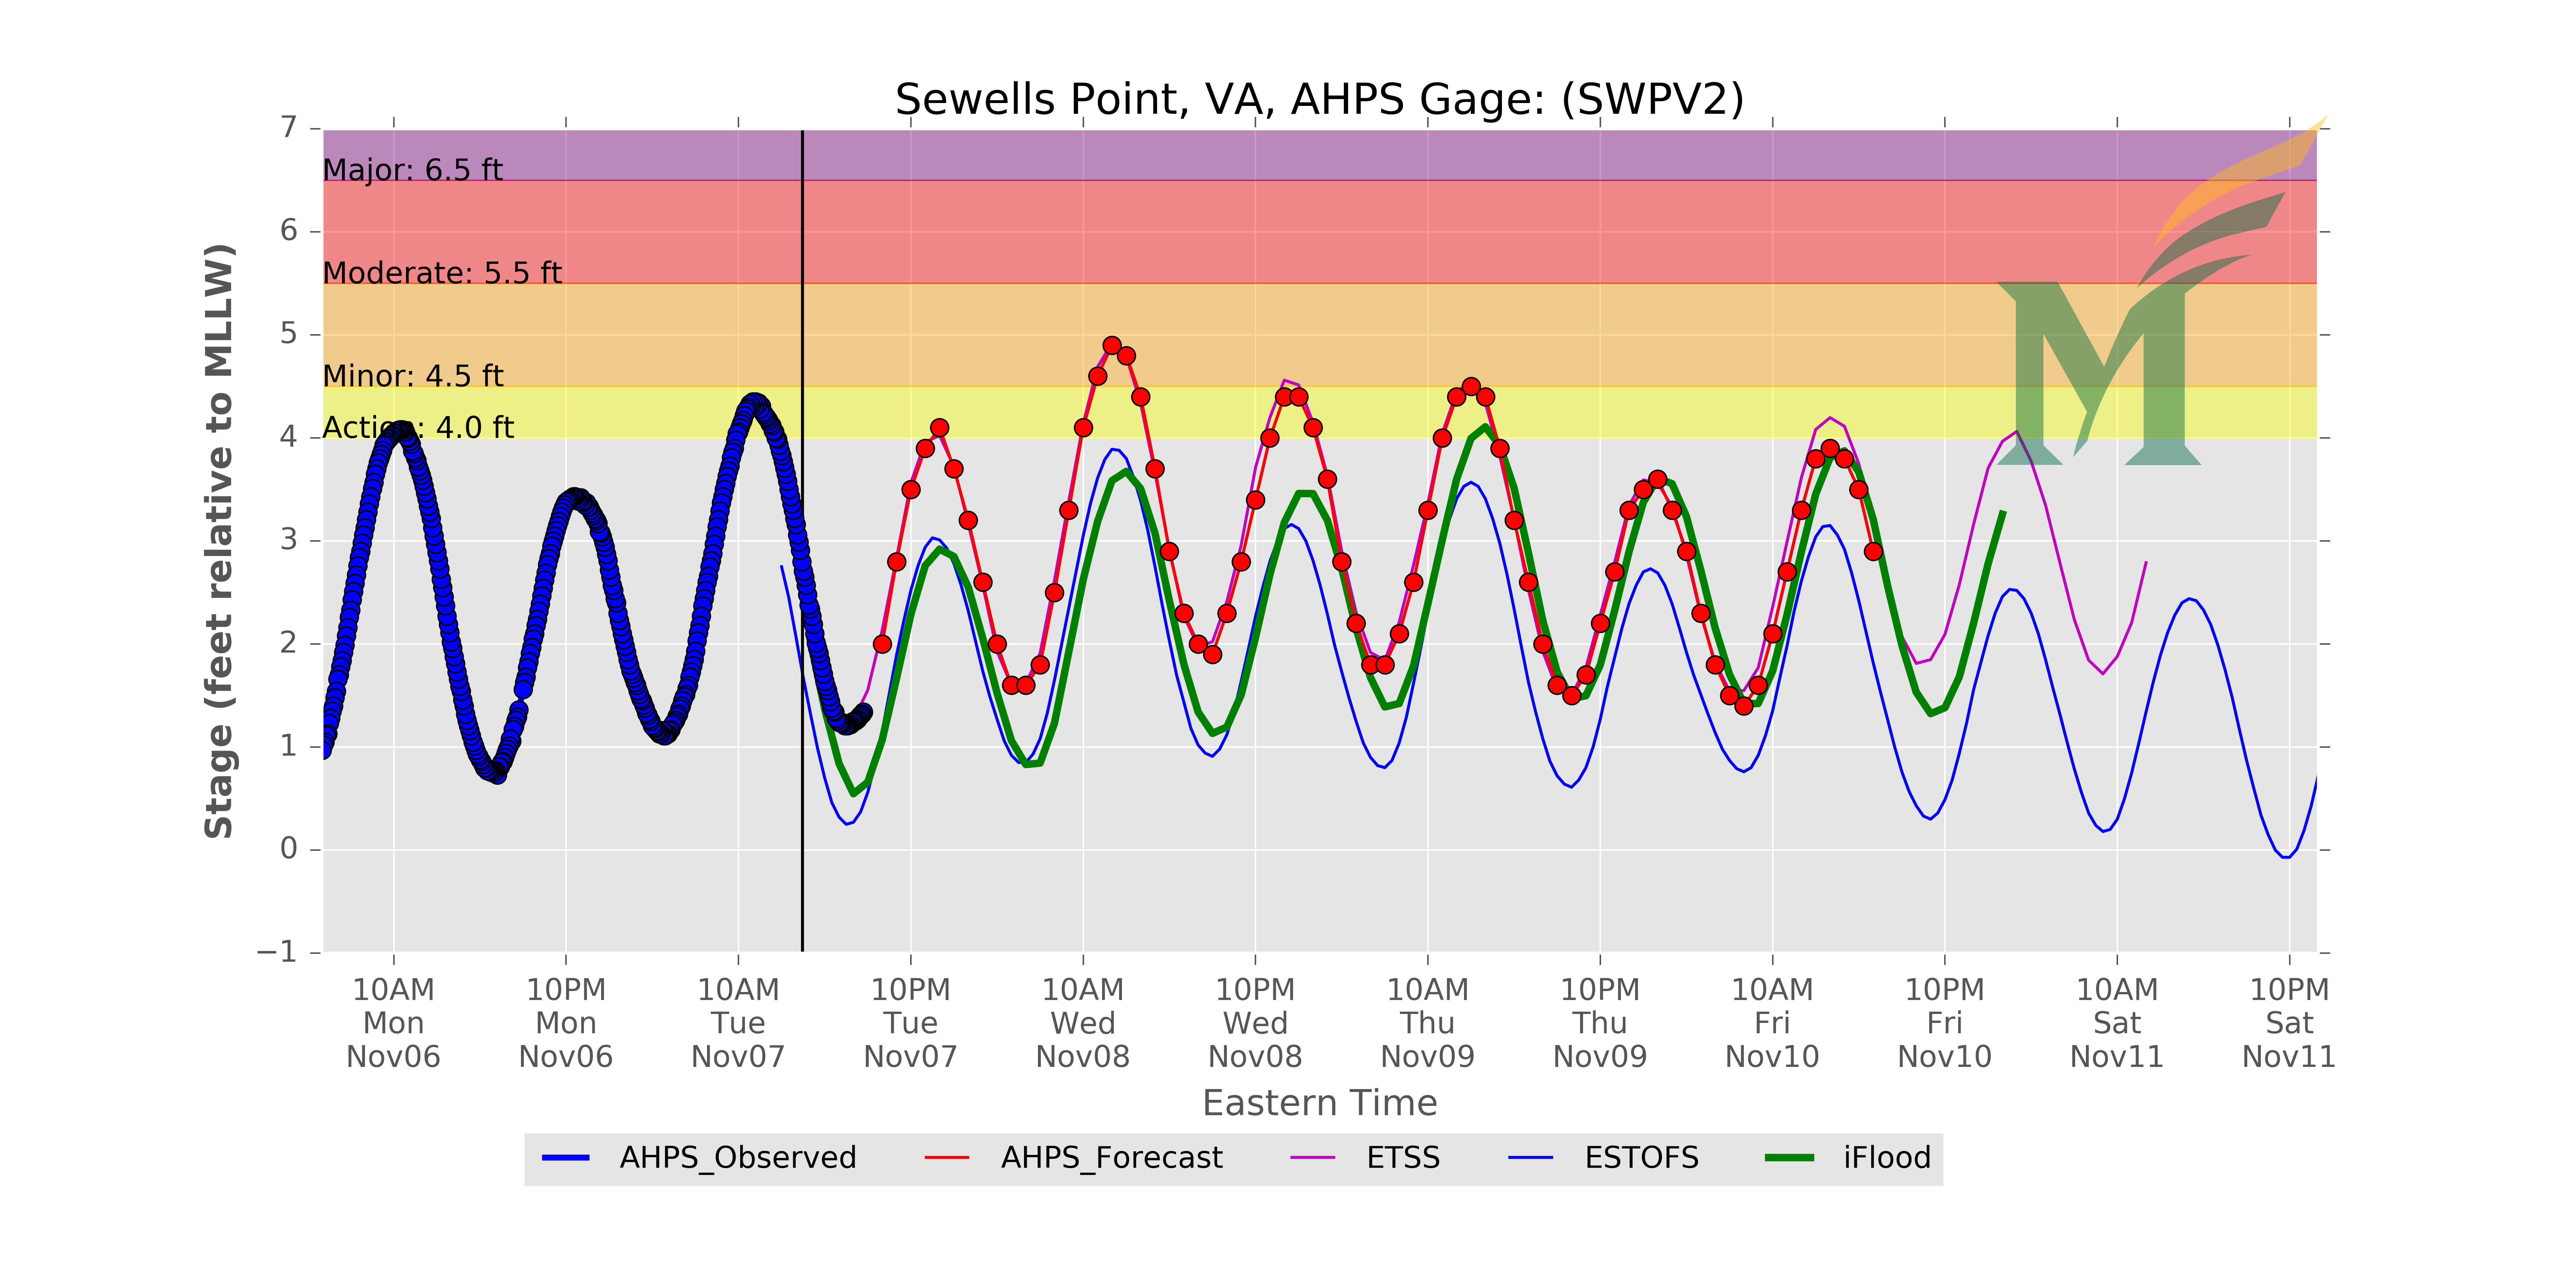 Sewells Point, VA, AHPS Gage: (SWPV2)
Stage (feet relative to MLLW)
7
6
5
4
3
2
1
0
−1
Major: 6.5 ft
Moderate: 5.5 ft
Minor: 4.5 ft
Action: 4.0 ft
M
10AM Mon Nov06
10PM Mon Nov06
10AM Tue Nov07
10PM Tue Nov07
10AM Wed Nov08
10PM Wed Nov08
10AM Thu Nov09
10PM Thu Nov09
10AM Fri Nov10
10PM Fri Nov10
10AM Sat Nov11
10PM Sat Nov11
Eastern Time
AHPS_Observed
AHPS_Forecast
ETSS
ESTOFS
iFlood